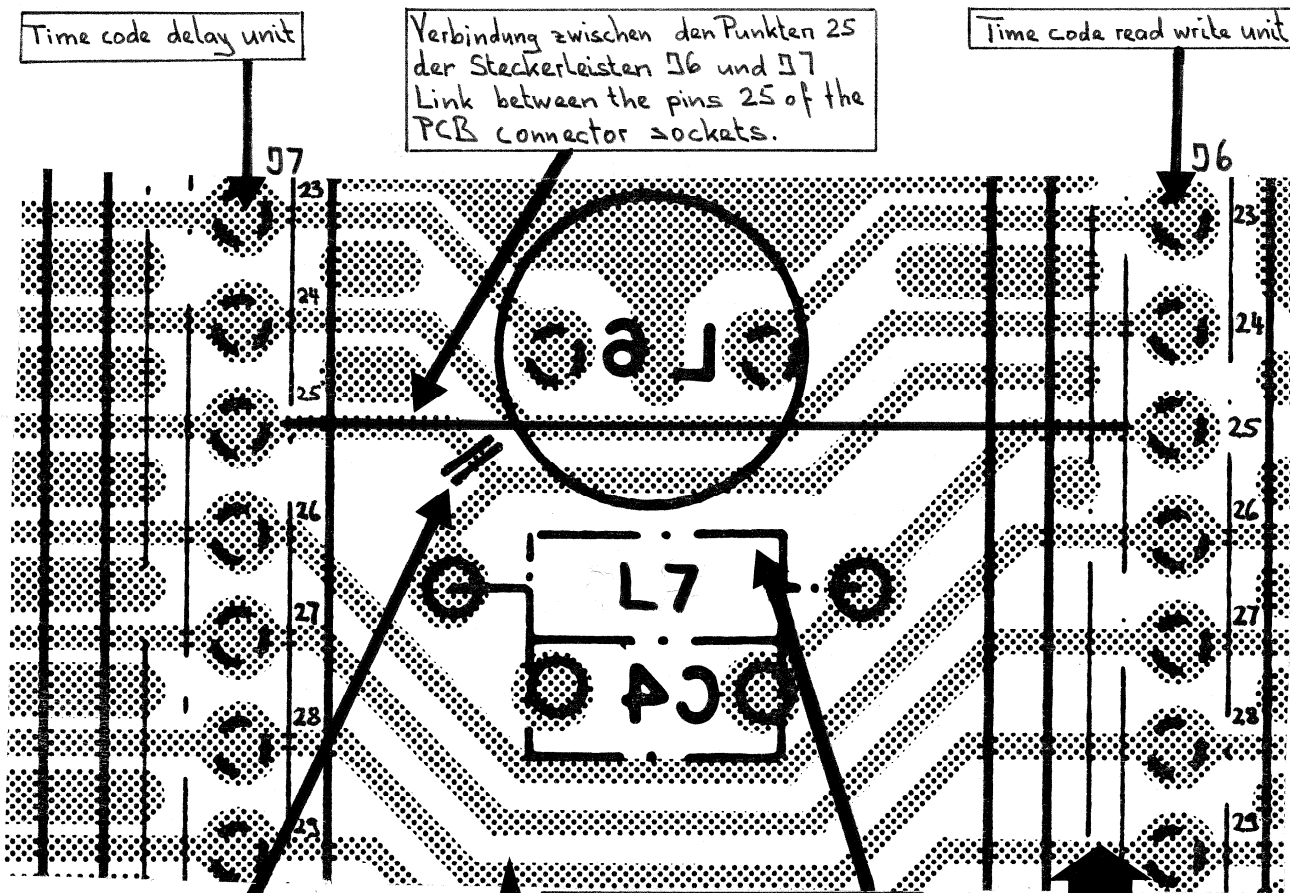 Time code delay unit
Verbindung zwischen den Punkten 25
der Steckerleisten J6 und J7
Link between the pins 25 of the
PCB connector sockets.
Time code read write unit
J7
J6
23
24
25
26
27
28
29
L6
L7
C4
23
24
25
26
27
28
29